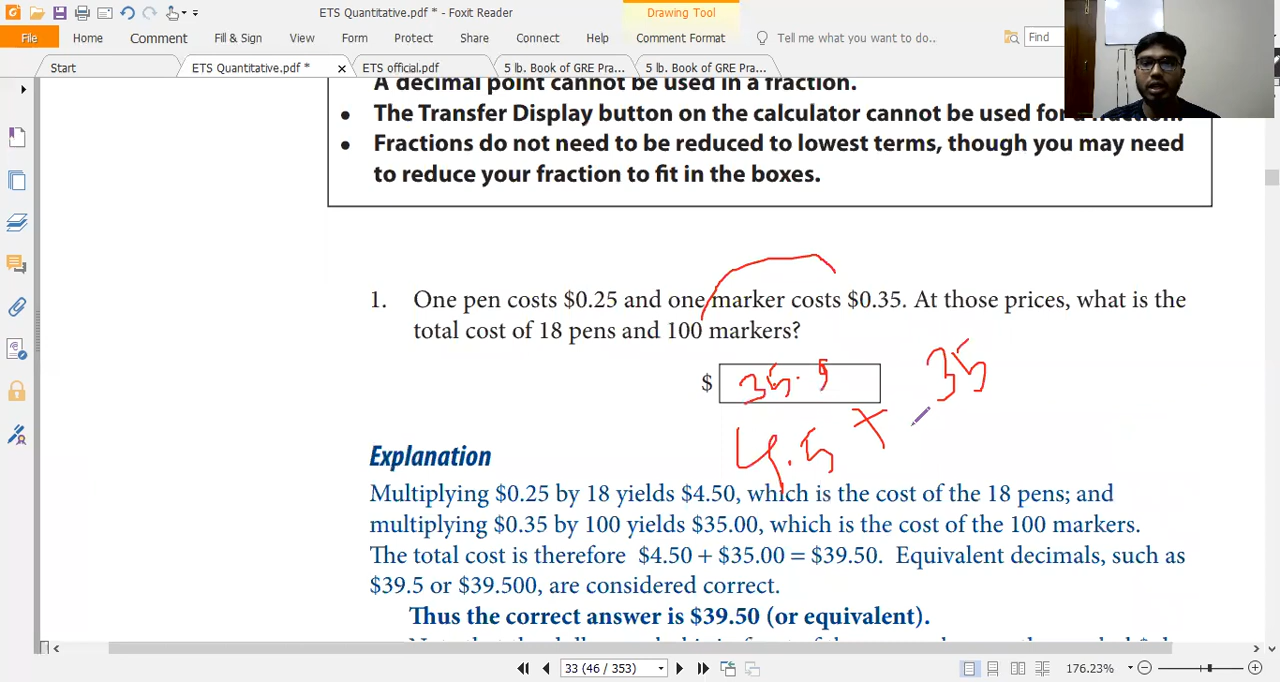 ETS Quantitative.pdf * - Foxit Reader
Drawing Tool
File Home Comment Fill & Sign View Form Protect Share Connect Help Comment Format Tell me what you want to do.. Find
Start ETS Quantitative.pdf * ETS official.pdf 5 lb. Book of GRE Pra... 5 lb. Book of GRE Pra...
A decimal point cannot be used in a fraction.
• The Transfer Display button on the calculator cannot be used for a fraction.
• Fractions do not need to be reduced to lowest terms, though you may need
to reduce your fraction to fit in the boxes.
1. One pen costs $0.25 and one marker costs $0.35. At those prices, what is the
total cost of 18 pens and 100 markers?
$ 35.5
35
4.5 +
Explanation
Multiplying $0.25 by 18 yields $4.50, which is the cost of the 18 pens; and
multiplying $0.35 by 100 yields $35.00, which is the cost of the 100 markers.
The total cost is therefore $4.50 + $35.00 = $39.50. Equivalent decimals, such as
$39.5 or $39.500, are considered correct.
Thus the correct answer is $39.50 (or equivalent).
33 (46 / 353) 176.23%